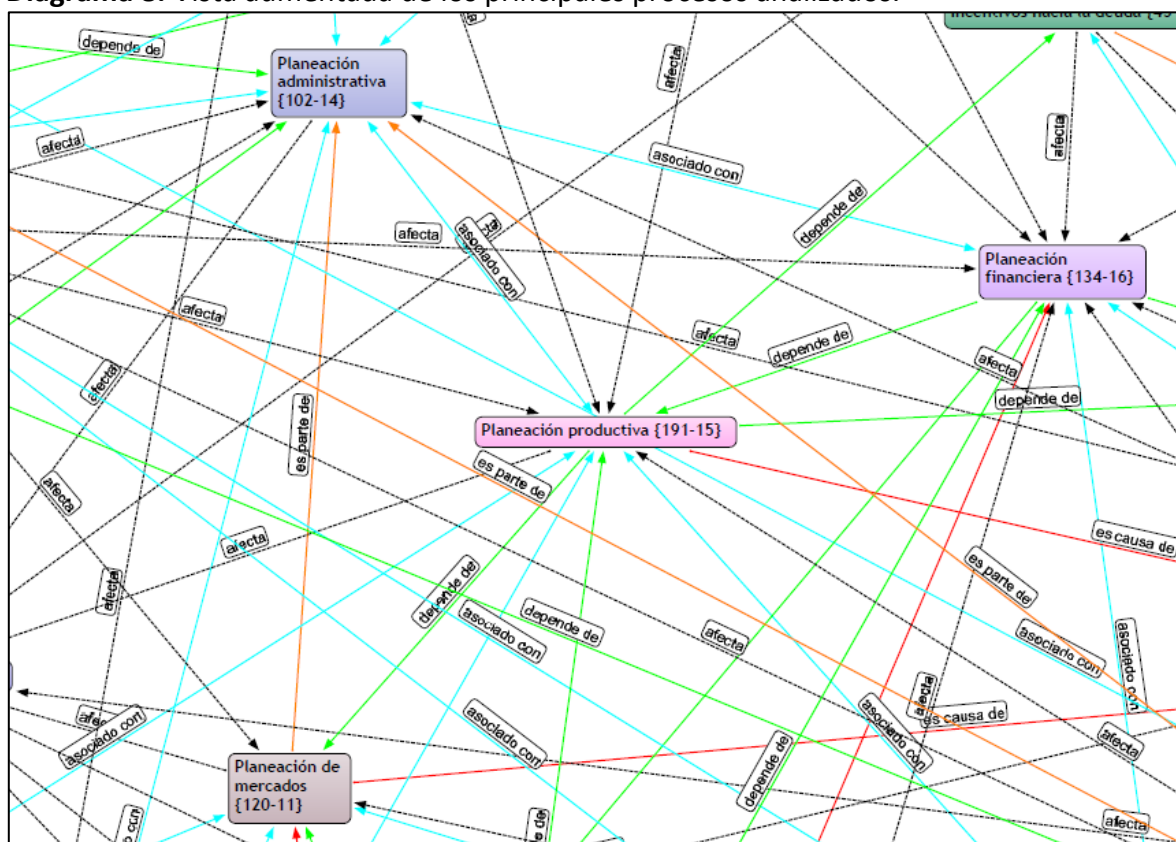 Diagrama 3. Vista aumentada de los principales procesos analizados.
Incentivos hacia la deuda {45
depende de
Planeación
administrativa
{102-14}
afecta
afecta
afecta
asociado con
depende de
afecta
asociado con
Planeación
financiera {134-16}
afecta
afecta
depende de
afecta
afecta
depende de
Planeación productiva {191-15}
es parte de
es parte de
afecta
afecta
es causa de
afecta
depende de
es parte de
asociado con
depende de
afecta
asociado con
asociado con
afecta
asociado con
es causa de
asociado con
asociado con
afecta
depende de
Planeación de
mercados
{120-11}
afecta
asociado con
depende de
afecta